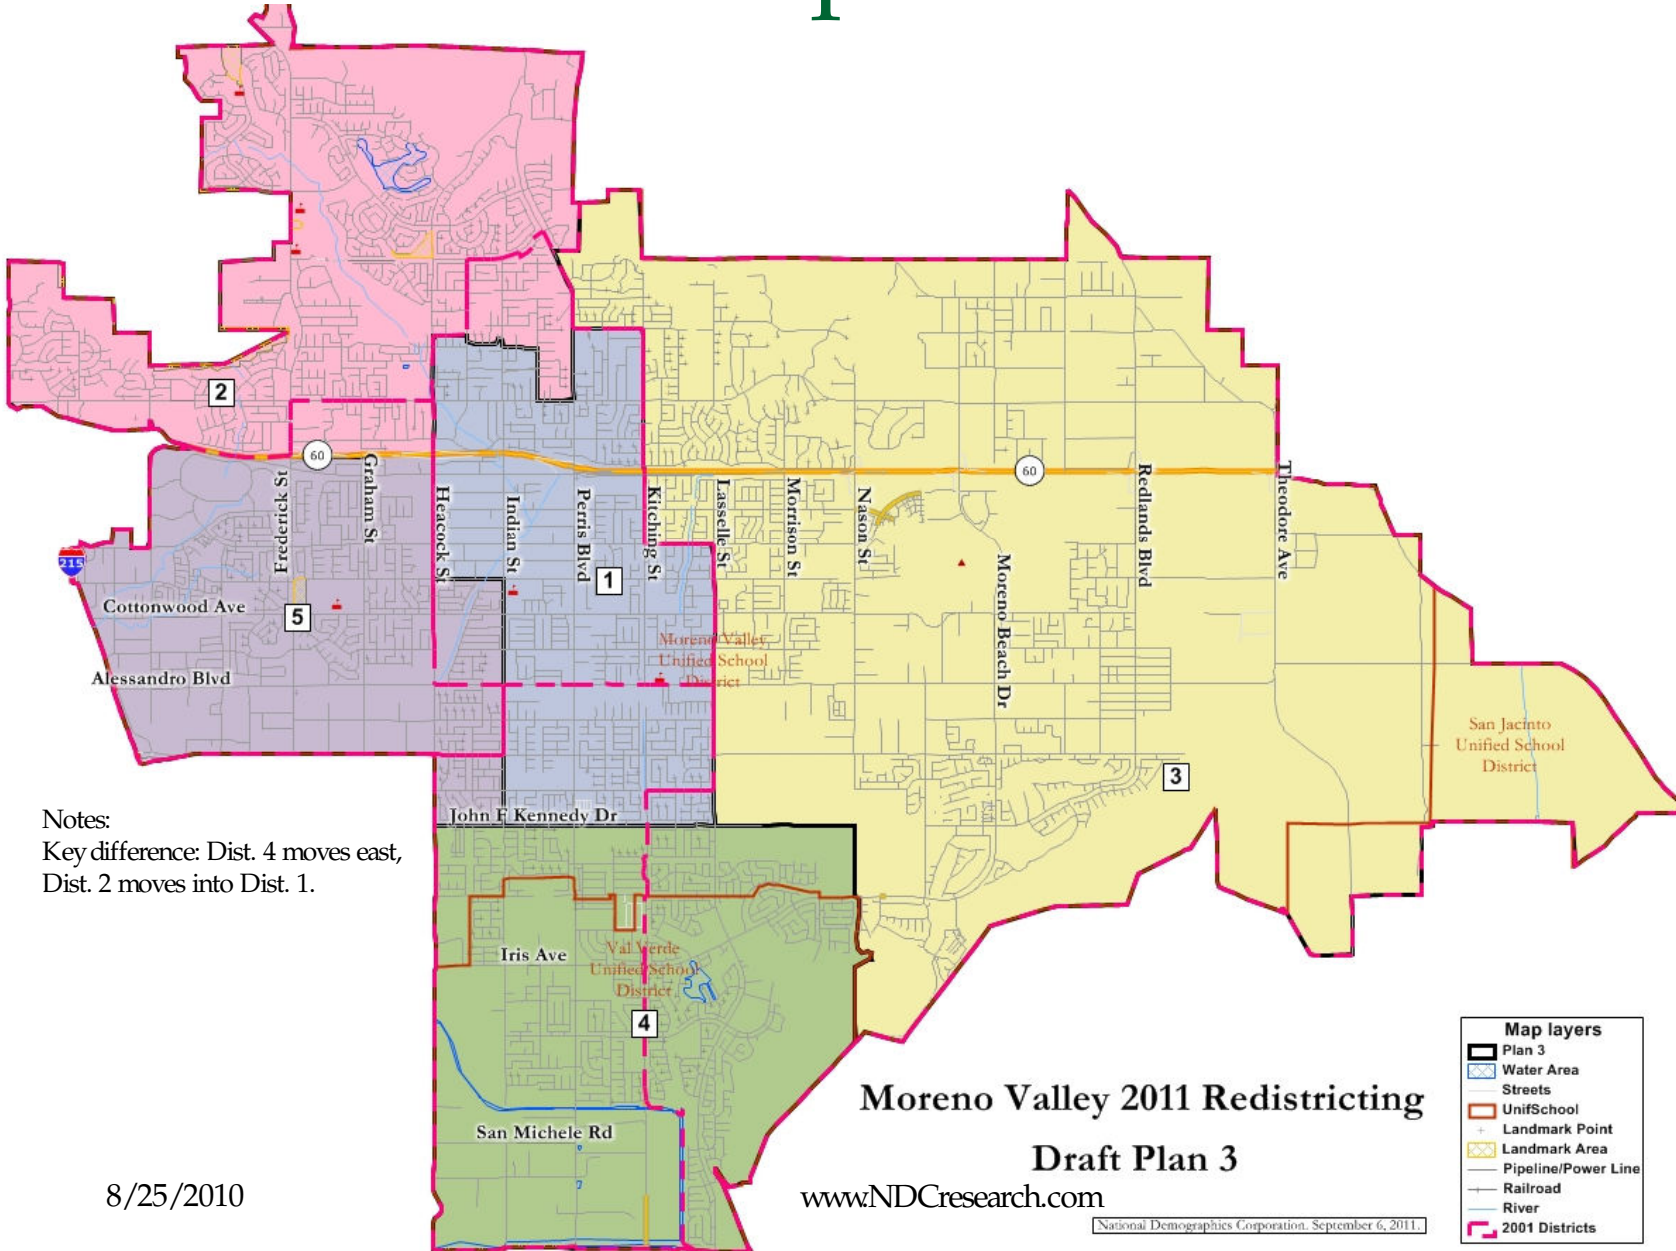 2
60
60
Frederick St
Graham St
Heacock St
Indian St
Perris Blvd
Kitching St
Lasselle St
Morrison St
Nason St
Moreno Beach Dr
Redlands Blvd
Theodore Ave
215
1
Cottonwood Ave
5
Moreno Valley
Unified School
District
Alessandro Blvd
San Jacinto
Unified School
District
3
John F Kennedy Dr
Notes:
Key difference: Dist. 4 moves east,
Dist. 2 moves into Dist. 1.
Iris Ave
Val Verde
Unified School
District
4
San Michele Rd
Moreno Valley 2011 Redistricting
Draft Plan 3
Map layers
Plan 3
Water Area
Streets
UnifSchool
Landmark Point
Landmark Area
Pipeline/Power Line
Railroad
River
2001 Districts
8/25/2010
www.NDCresearch.com
National Demographics Corporation. September 6, 2011.